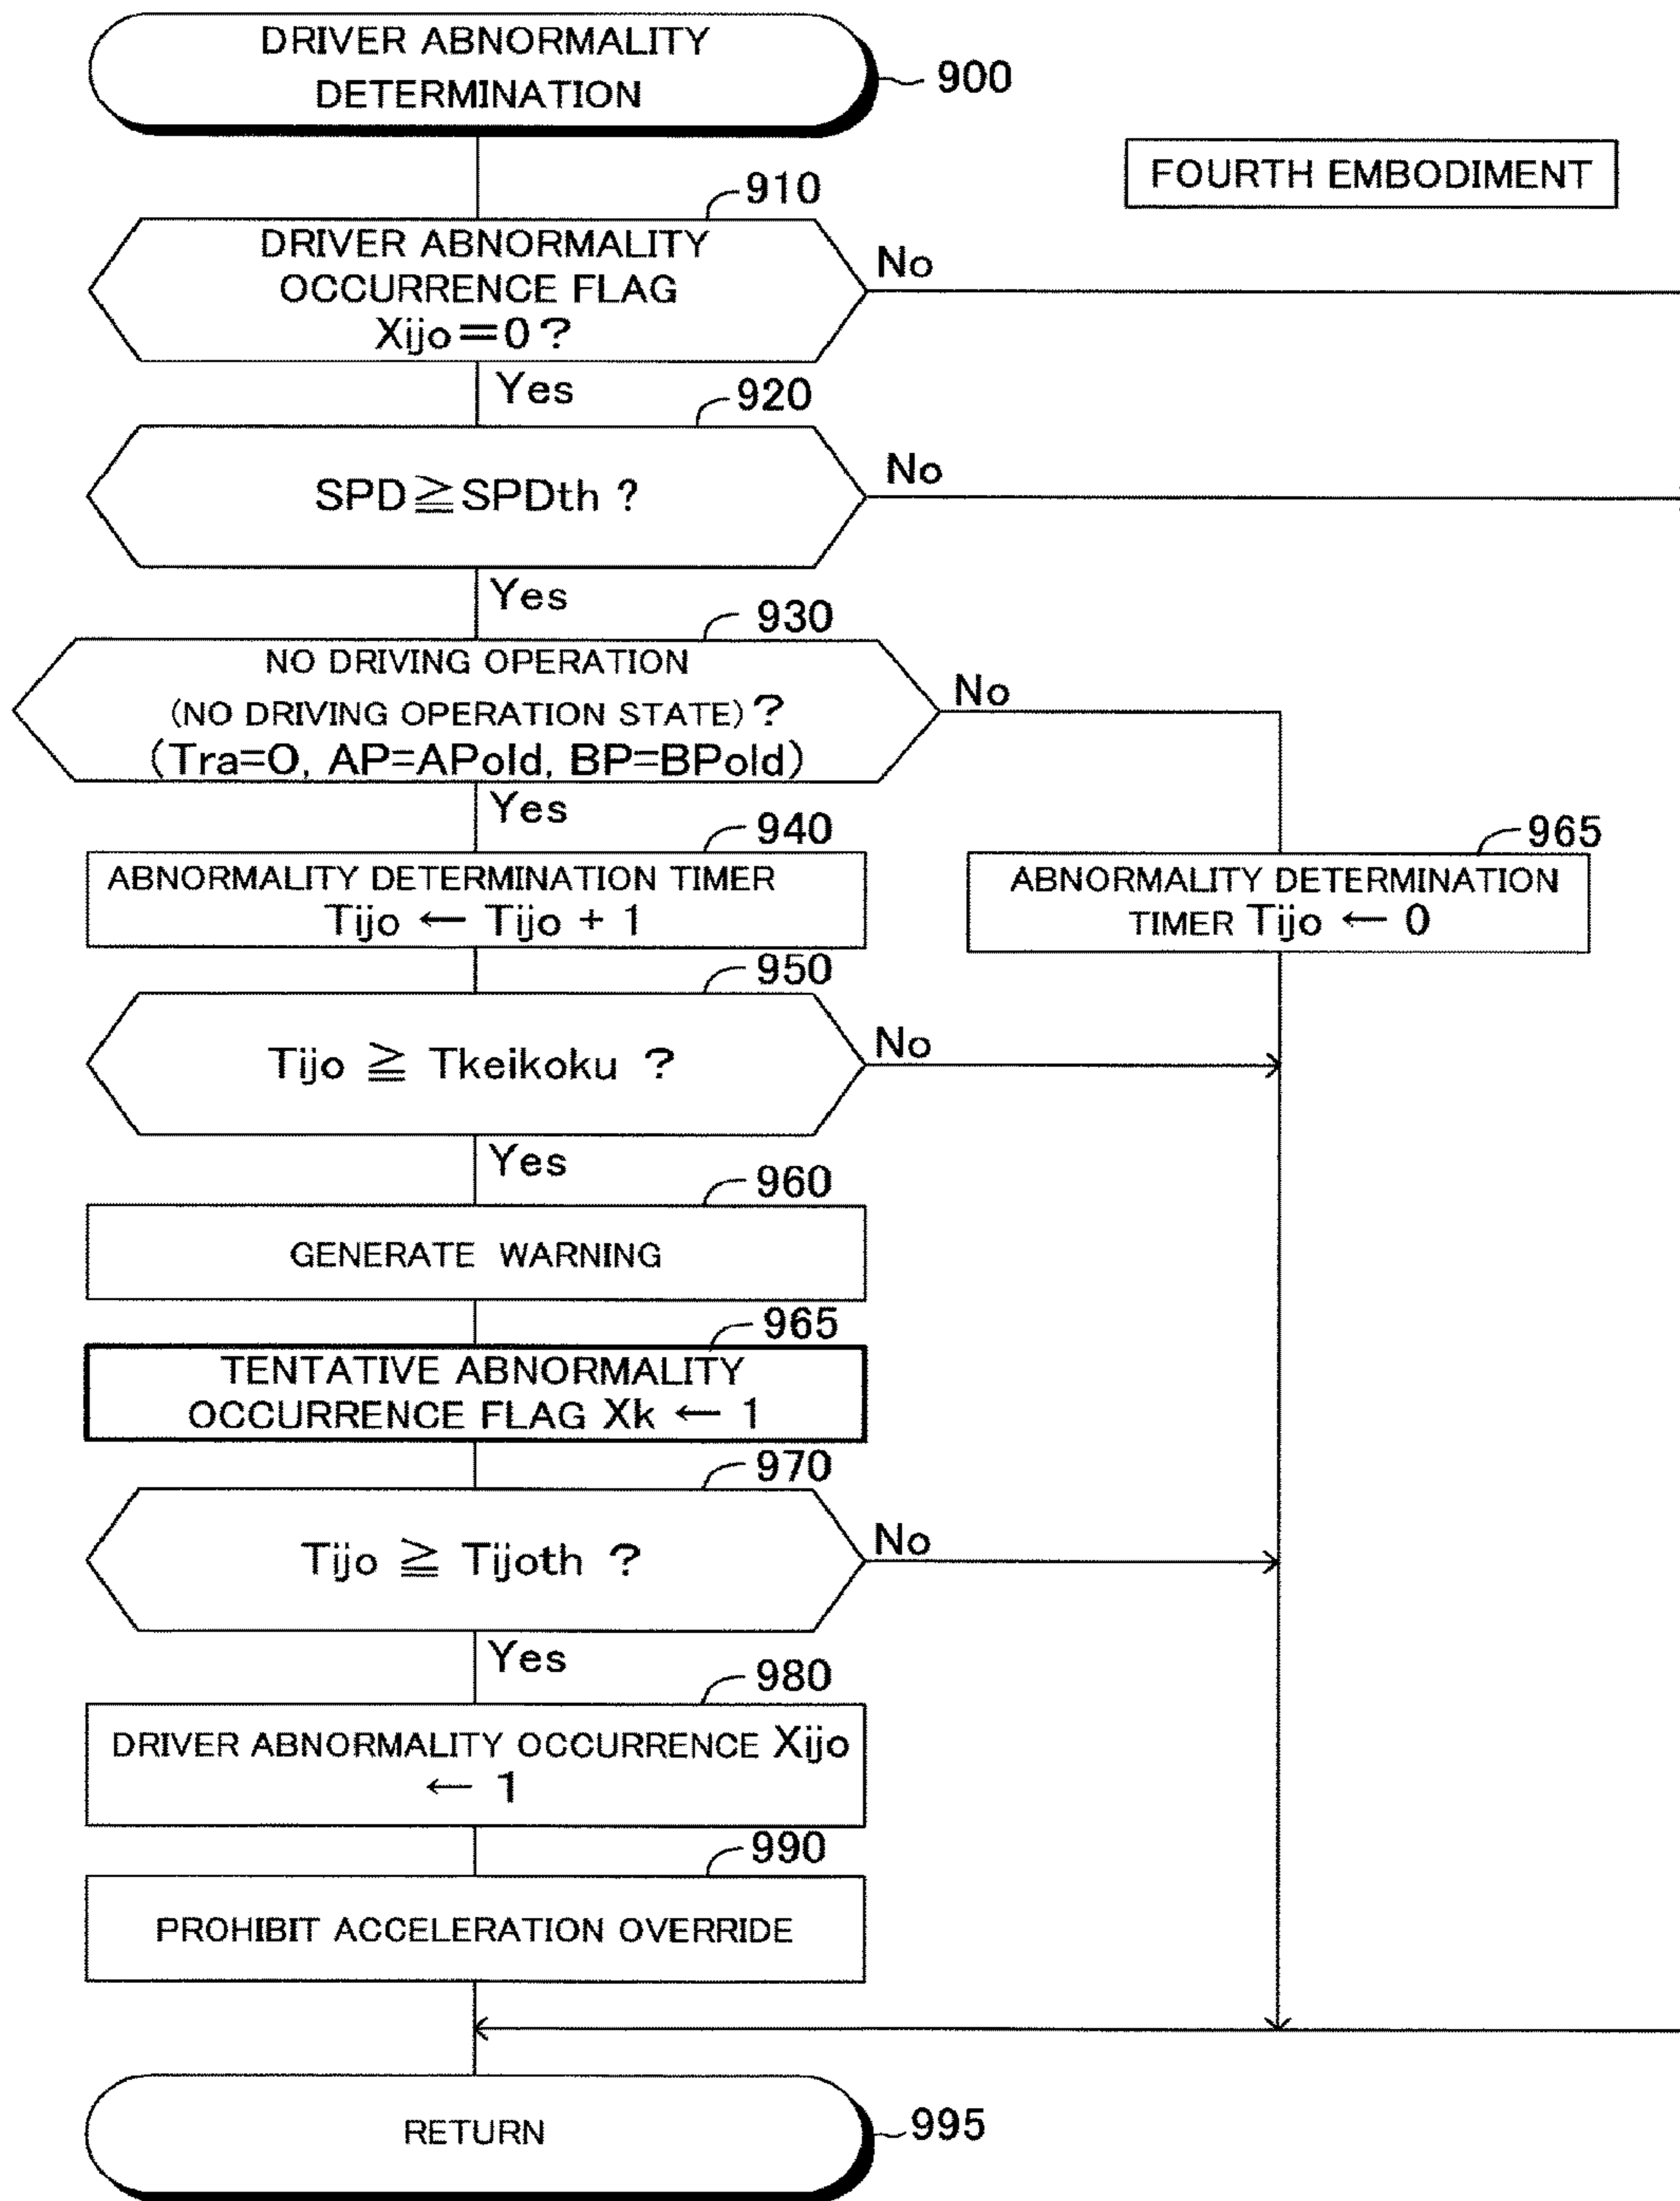 DRIVER ABNORMALITY
DETERMINATION
900
FOURTH EMBODIMENT
910
DRIVER ABNORMALITY
OCCURRENCE FLAG
Xijo=0?
No
Yes
920
SPD≧SPDth ?
No
Yes
930
NO DRIVING OPERATION
(NO DRIVING OPERATION STATE)?
(Tra=0, AP=APold, BP=BPold)
No
Yes
940
ABNORMALITY DETERMINATION TIMER
Tijo ← Tijo + 1
965
ABNORMALITY DETERMINATION
TIMER Tijo ← 0
950
Tijo ≧ Tkeikoku ?
No
Yes
960
GENERATE WARNING
965
TENTATIVE ABNORMALITY
OCCURRENCE FLAG Xk ← 1
970
Tijo ≧ Tijoth ?
No
Yes
980
DRIVER ABNORMALITY OCCURRENCE Xijo
← 1
990
PROHIBIT ACCELERATION OVERRIDE
RETURN
995